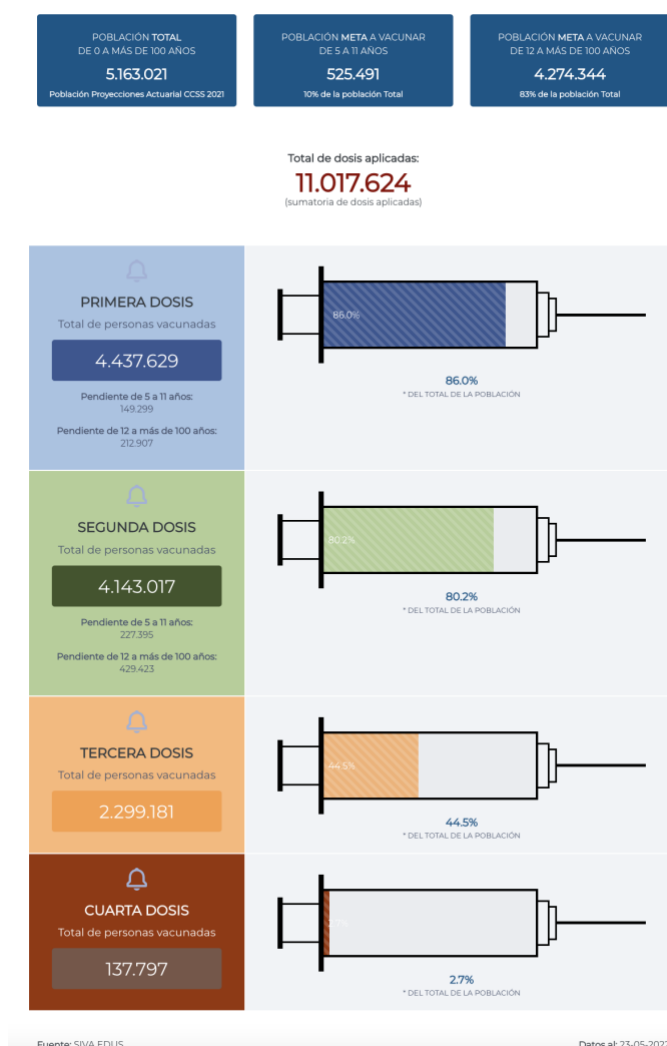 POBLACIÓN TOTAL
DE 0 A MÁS DE 100 AÑOS
5.163.021
Población Proyecciones Actuarial CCSS 2021
POBLACIÓN META A VACUNAR
DE 5 A 11 AÑOS
525.491
10% de la población Total
POBLACIÓN META A VACUNAR
DE 12 A MÁS DE 100 AÑOS
4.274.344
83% de la población Total
Total de dosis aplicadas:
11.017.624
(sumatoria de dosis aplicadas)
PRIMERA DOSIS
Total de personas vacunadas
4.437.629
Pendiente de 5 a 11 años:
149.299
Pendiente de 12 a más de 100 años:
212.907
86.0%
86.0%
* DEL TOTAL DE LA POBLACIÓN
SEGUNDA DOSIS
Total de personas vacunadas
4.143.017
Pendiente de 5 a 11 años:
227.395
Pendiente de 12 a más de 100 años:
429.423
80.2%
80.2%
* DEL TOTAL DE LA POBLACIÓN
TERCERA DOSIS
Total de personas vacunadas
2.299.181
44.5%
44.5%
* DEL TOTAL DE LA POBLACIÓN
CUARTA DOSIS
Total de personas vacunadas
137.797
2.7%
* DEL TOTAL DE LA POBLACIÓN
Fuente: SIVA EDUS
Datos al: